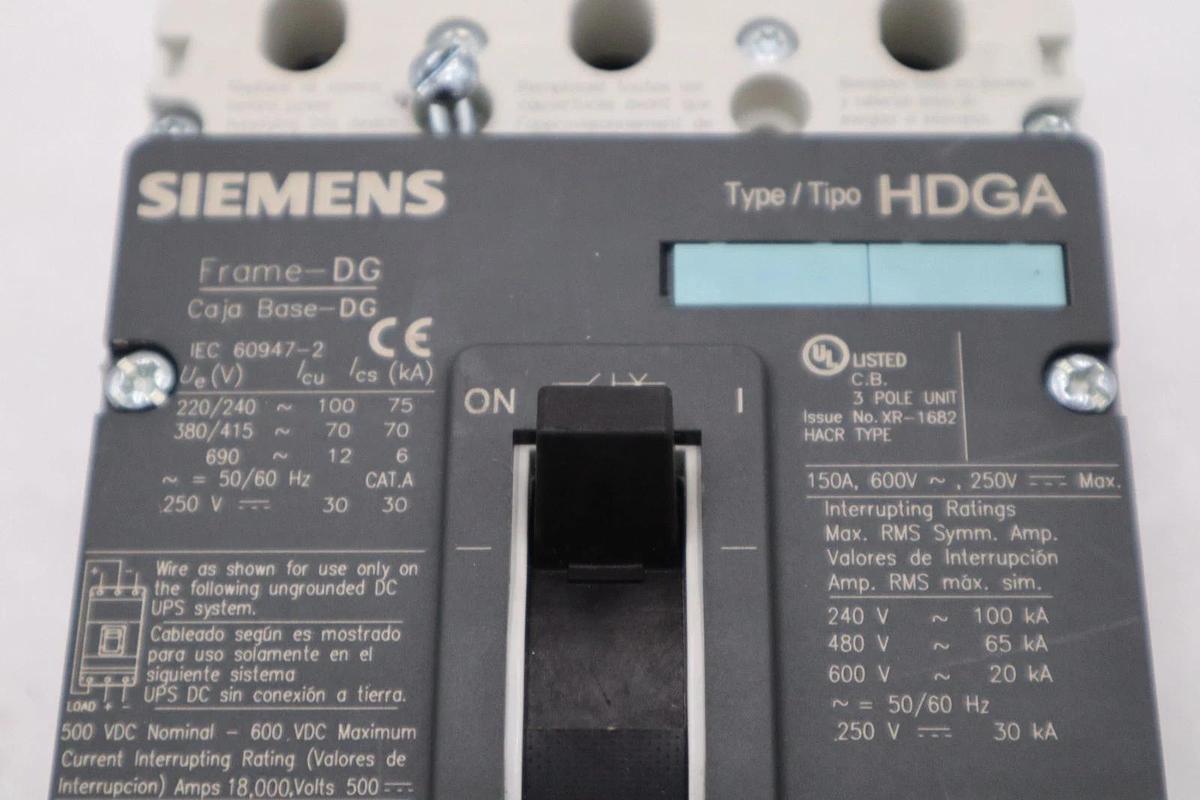 SIEMENS
Type / Tipo HDGA
Frame-DG
Caja Base-DG
CE
IEC 60947-2
Ue (V) Icu Ics (kA)
220/240 ~ 100 75
380/415 ~ 70 70
690 ~ 12 6
~ = 50/60 Hz CAT.A
250 V ⎓ 30 30
Wire as shown for use only on
the following ungrounded DC
UPS system.
Cableado según es mostrado
para uso solamente en el
siguiente sistema
UPS DC sin conexión a tierra.
+ -
LOAD + -
500 VDC Nominal - 600 VDC Maximum
Current Interrupting Rating (Valores de
Interrupcion) Amps 18,000,Volts 500 ⎓
ON I
UL LISTED
C.B.
3 POLE UNIT
Issue No. XR-1682
HACR TYPE
150A, 600V ~ , 250V ⎓ Max.
Interrupting Ratings
Max. RMS Symm. Amp.
Valores de Interrupción
Amp. RMS máx. sim.
240 V ~ 100 kA
480 V ~ 65 kA
600 V ~ 20 kA
~ = 50/60 Hz
250 V ⎓ 30 kA